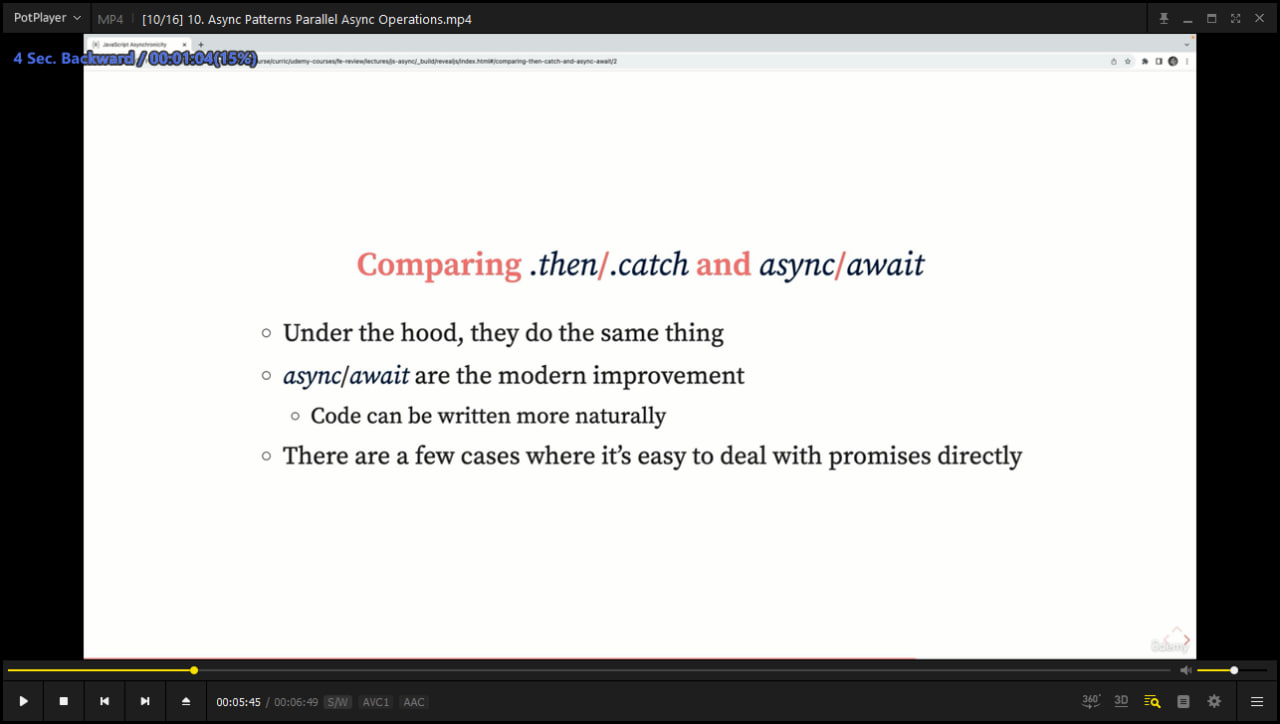 PotPlayer MP4 [10/16] 10. Async Patterns Parallel Async Operations.mp4
JavaScript Asynchronicity
4 Sec. Backward / 00:01:04(15%)
urse/curric/udemy-courses/fe-review/lectures/js-async/_build/revealjs/index.html#/comparing-then-catch-and-async-await/2
Comparing .then/.catch and async/await
Under the hood, they do the same thing
async/await are the modern improvement
Code can be written more naturally
There are a few cases where it’s easy to deal with promises directly
Udemy
00:05:45 / 00:06:49 S/W AVC1 AAC 360° 3D